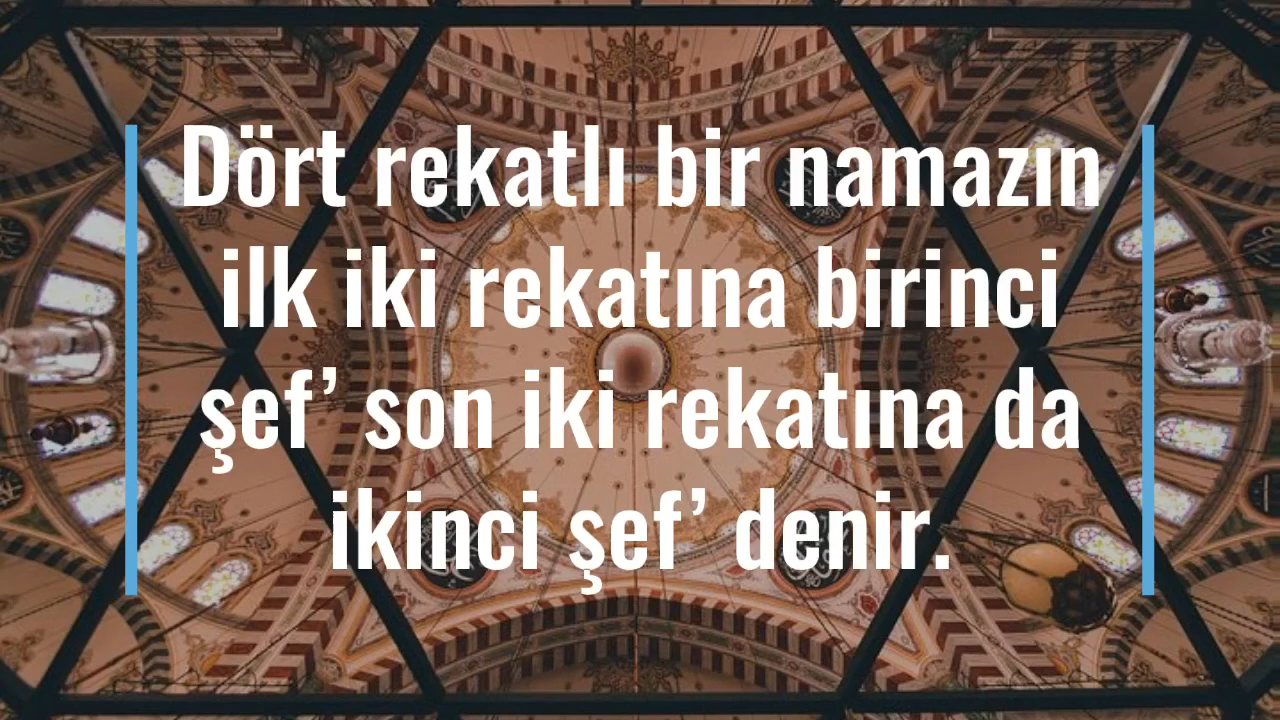 Dört rekatlı bir namazın
ilk iki rekatına birinci
şef’ son iki rekatına da
ikinci şef’ denir.